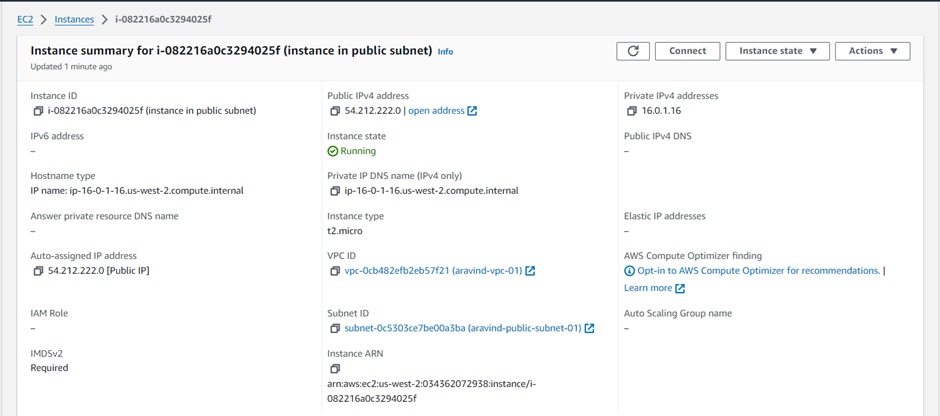 EC2 > Instances > i-082216a0c3294025f
Instance summary for i-082216a0c3294025f (instance in public subnet) Info
Updated 1 minute ago
Connect
Instance state
Actions
Instance ID
i-082216a0c3294025f (instance in public subnet)
Public IPv4 address
54.212.222.0 | open address
Private IPv4 addresses
16.0.1.16
IPv6 address
–
Instance state
Running
Public IPv4 DNS
–
Hostname type
IP name: ip-16-0-1-16.us-west-2.compute.internal
Private IP DNS name (IPv4 only)
ip-16-0-1-16.us-west-2.compute.internal
Answer private resource DNS name
–
Instance type
t2.micro
Elastic IP addresses
–
Auto-assigned IP address
54.212.222.0 [Public IP]
VPC ID
vpc-0cb482efb2eb57f21 (aravind-vpc-01)
AWS Compute Optimizer finding
Opt-in to AWS Compute Optimizer for recommendations. |
Learn more
IAM Role
–
Subnet ID
subnet-0c5303ce7be00a3ba (aravind-public-subnet-01)
Auto Scaling Group name
–
IMDSv2
Required
Instance ARN
arn:aws:ec2:us-west-2:034362072938:instance/i-
082216a0c3294025f